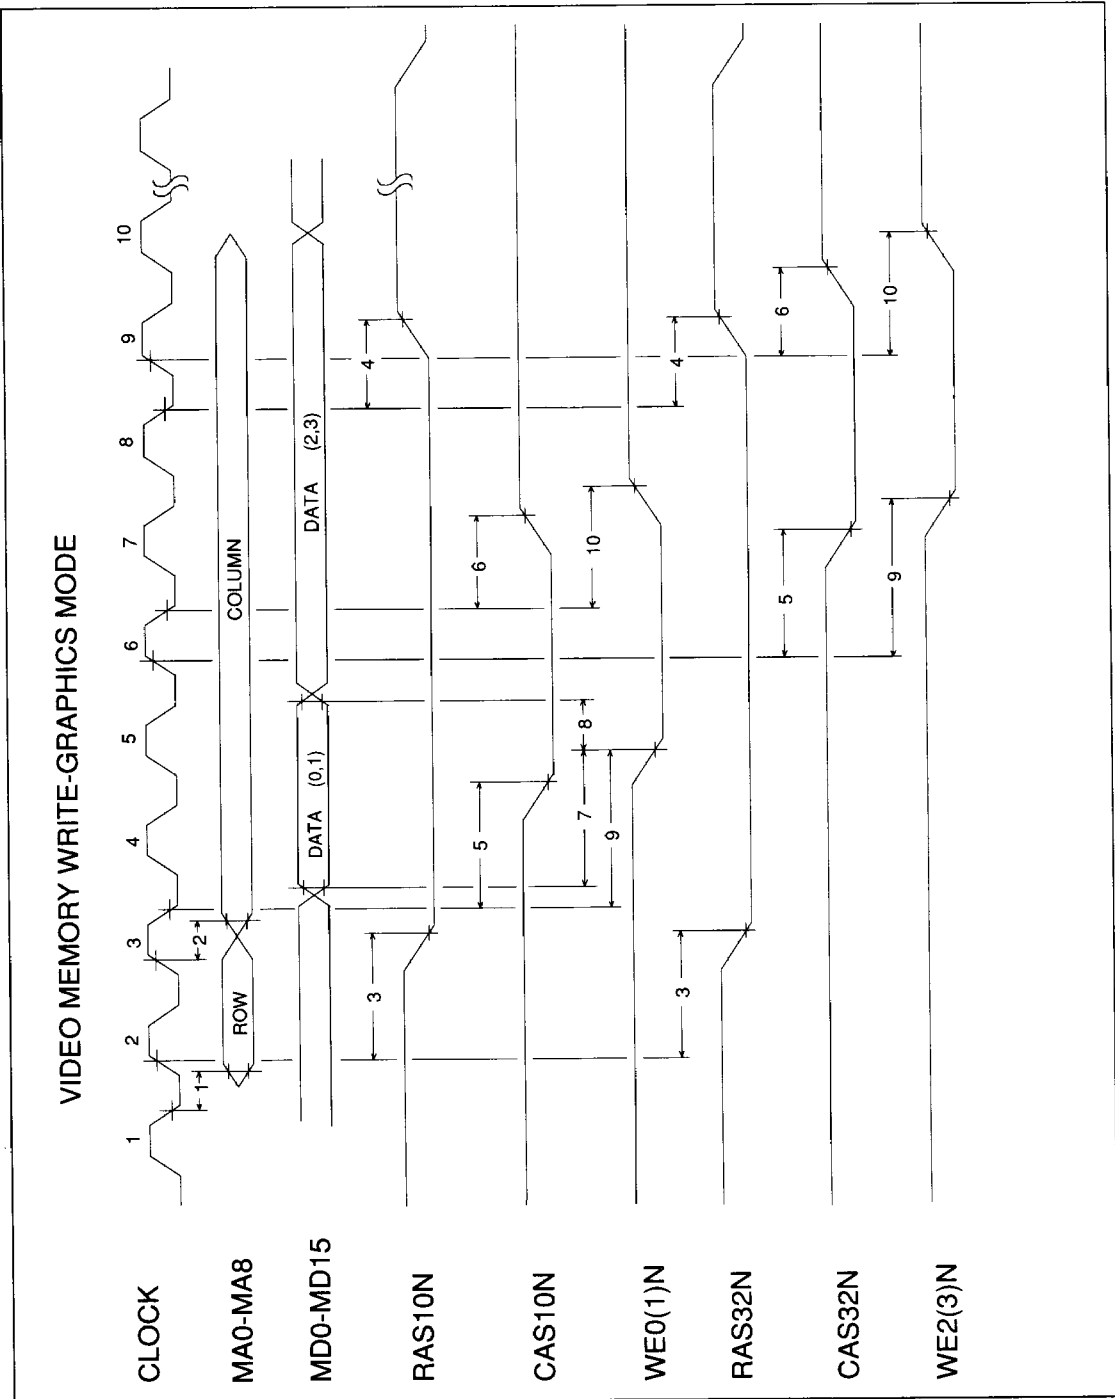 VIDEO MEMORY WRITE-GRAPHICS MODE
CLOCK 1 2 3 4 5 6 7 8 9 10
1 2
MA0-MA8 ROW COLUMN
MD0-MD15 DATA (0,1) DATA (2,3)
3 4
RAS10N
5 6
CAS10N
7 8
9 10
WE0(1)N
3 4
RAS32N
5 6
CAS32N
9 10
WE2(3)N